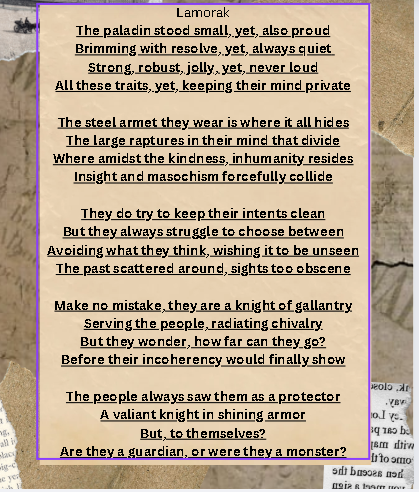 Lamorak
The paladin stood small, yet, also proud
Brimming with resolve, yet, always quiet
Strong, robust, jolly, yet, never loud
All these traits, yet, keeping their mind private
The steel armet they wear is where it all hides
The large raptures in their mind that divide
Where amidst the kindness, inhumanity resides
Insight and masochism forcefully collide
They do try to keep their intents clean
But they always struggle to choose between
Avoiding what they think, wishing it to be unseen
The past scattered around, sights too obscene
Make no mistake, they are a knight of gallantry
Serving the people, radiating chivalry
But they wonder, how far can they go?
Before their incoherency would finally show
The people always saw them as a protector
A valiant knight in shining armor
But, to themselves?
Are they a guardian, or were they a monster?